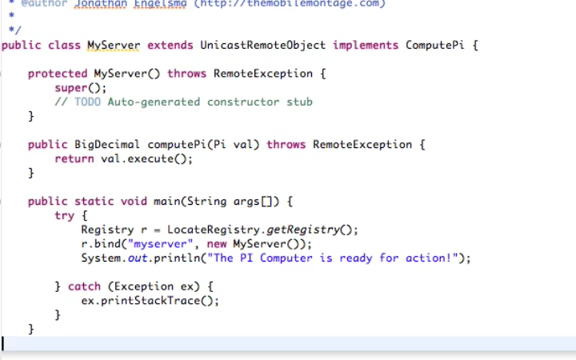 * @author Jonathan Engelsma (http://themobilemontage.com)
*
*/
public class MyServer extends UnicastRemoteObject implements ComputePi {
protected MyServer() throws RemoteException {
super();
// TODO Auto-generated constructor stub
}
public BigDecimal computePi(Pi val) throws RemoteException {
return val.execute();
}
public static void main(String args[]) {
try {
Registry r = LocateRegistry.getRegistry();
r.bind("myserver", new MyServer());
System.out.println("The PI Computer is ready for action!");
} catch (Exception ex) {
ex.printStackTrace();
}
}